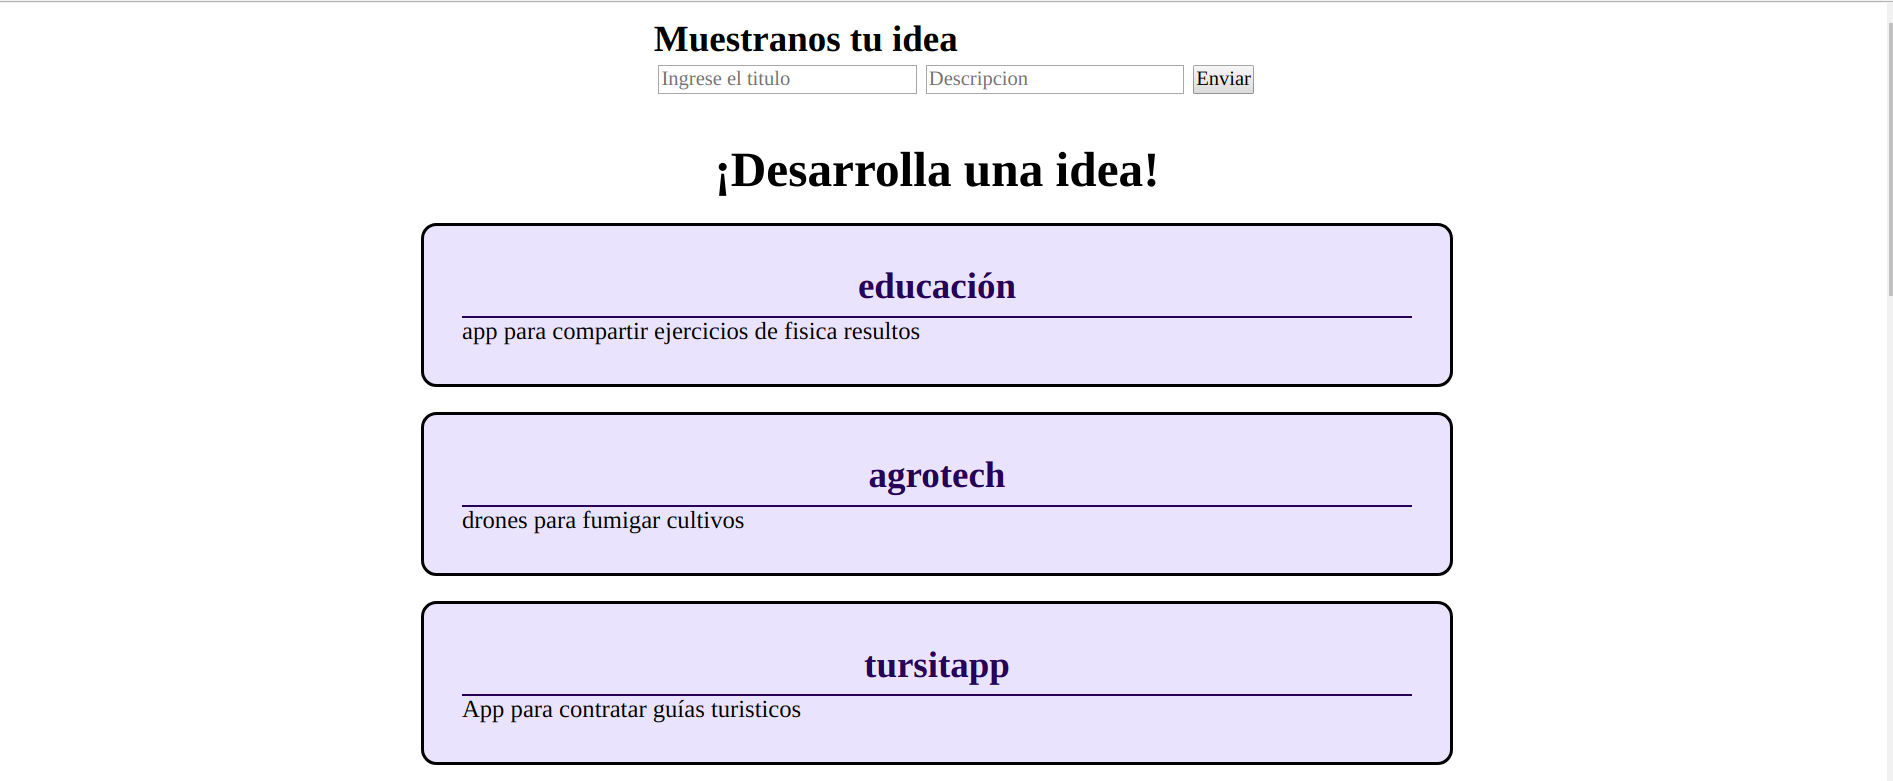 Muestranos tu idea
Ingrese el titulo Descripcion Enviar
¡Desarrolla una idea!
educación
app para compartir ejercicios de fisica resultos
agrotech
drones para fumigar cultivos
tursitapp
App para contratar guías turisticos